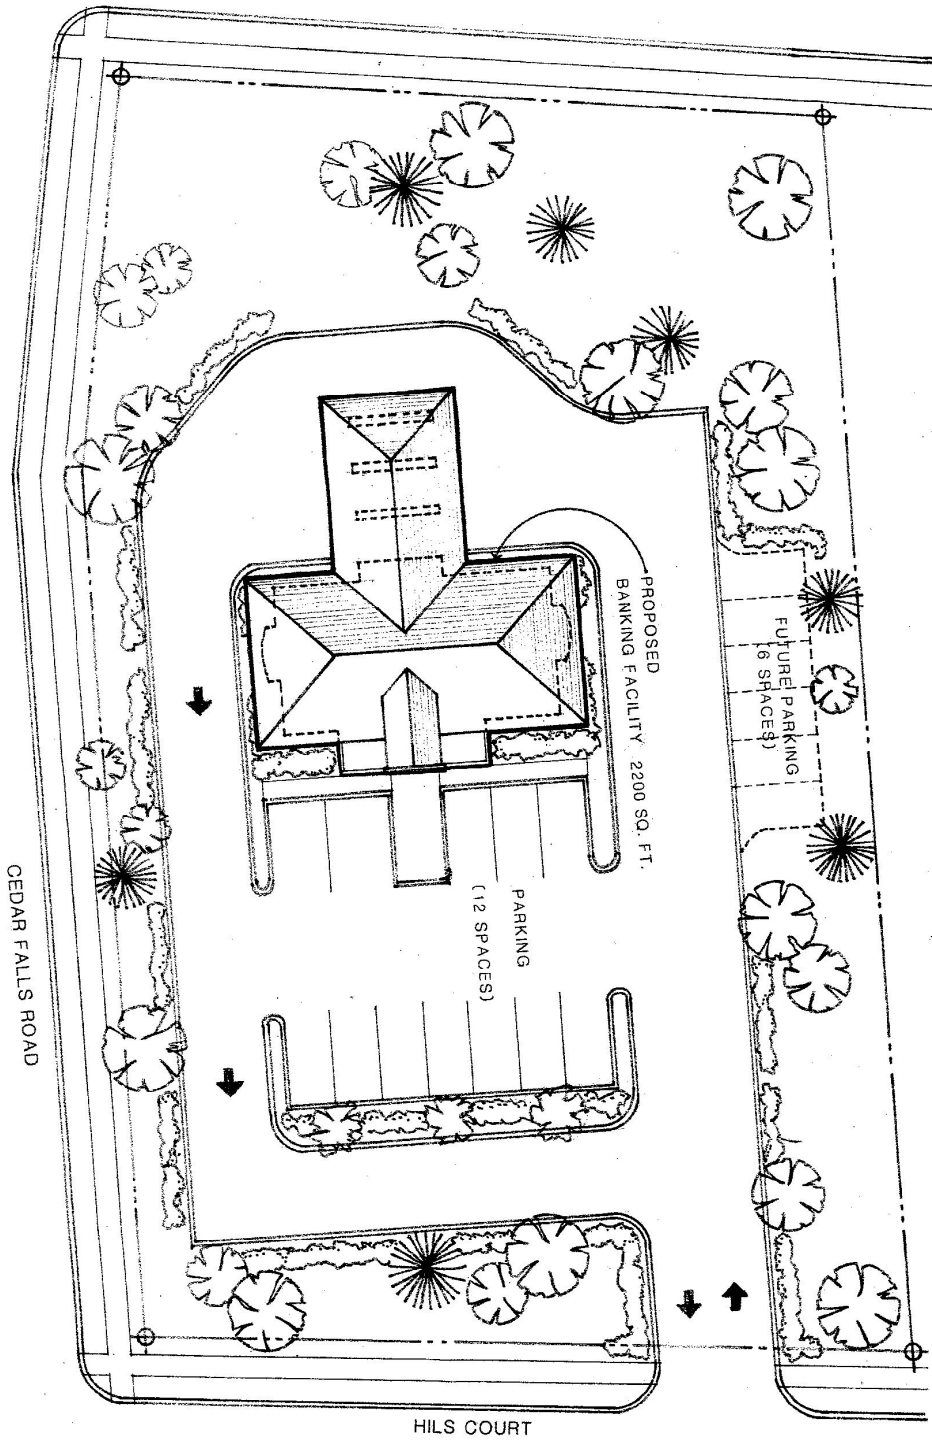 PROPOSED
BANKING FACILITY 2200 SQ. FT.
FUTURE PARKING
(6 SPACES)
PARKING
(12 SPACES)
CEDAR FALLS ROAD
HILS COURT